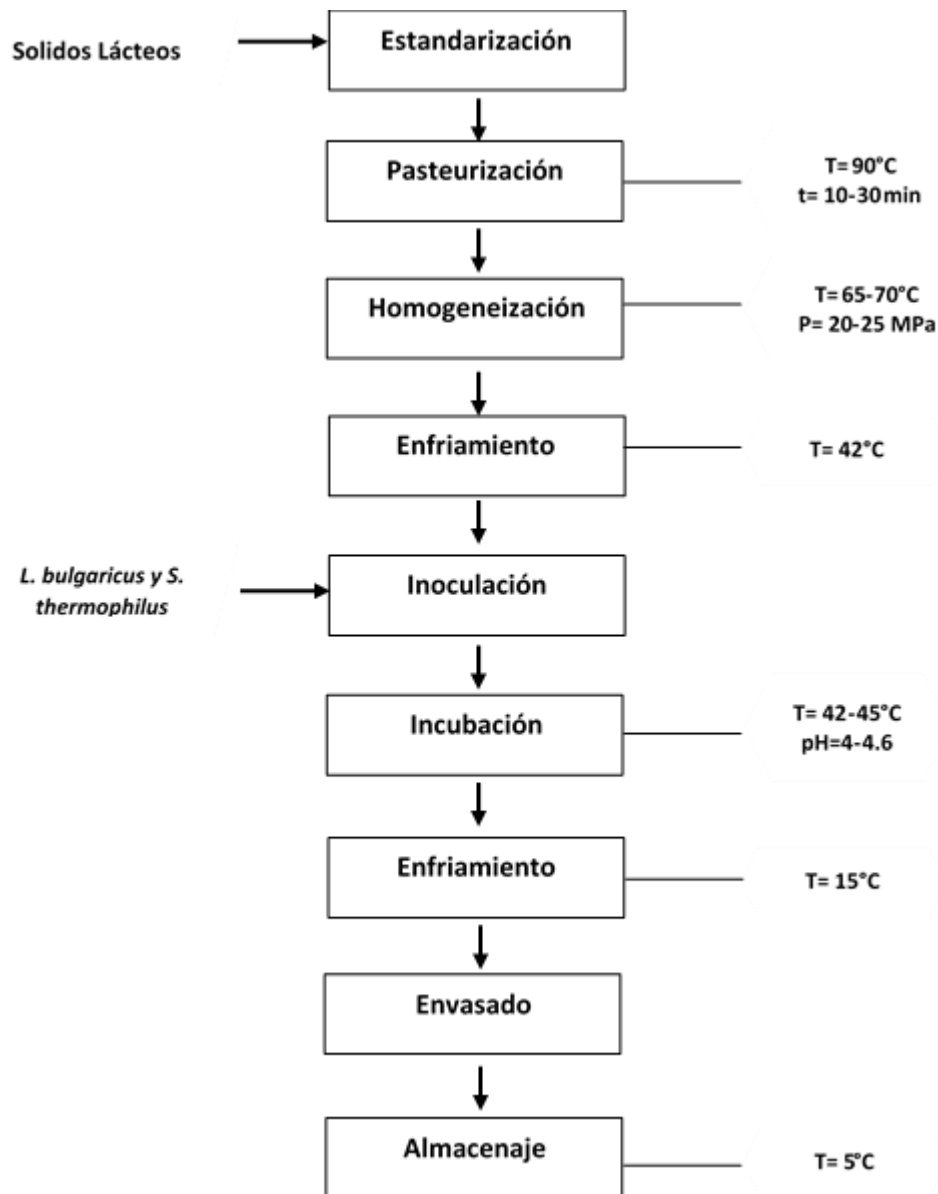 Solidos Lácteos
Estandarización
Pasteurización
T= 90°C
t= 10-30min
Homogeneización
T= 65-70°C
P= 20-25 MPa
Enfriamiento
T= 42°C
L. bulgaricus y S.
thermophilus
Inoculación
Incubación
T= 42-45°C
pH=4-4.6
Enfriamiento
T= 15°C
Envasado
Almacenaje
T= 5°C